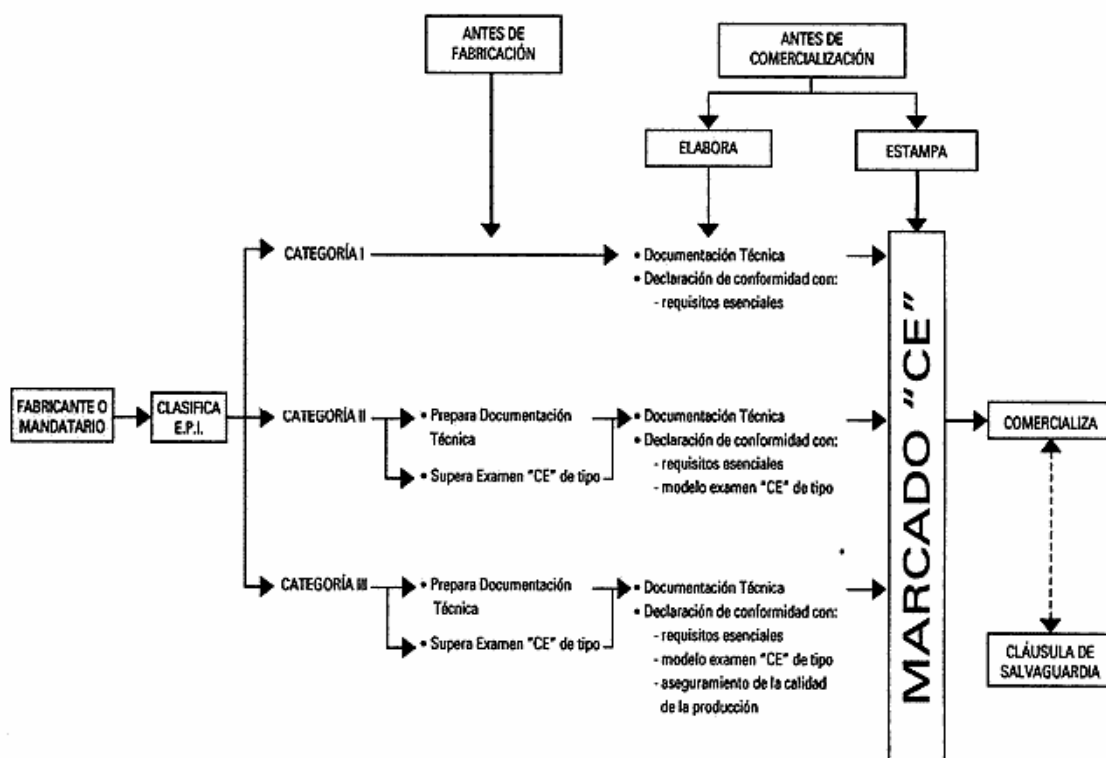 ANTES DE
FABRICACIÓN
ANTES DE
COMERCIALIZACIÓN
ELABORA
ESTAMPA
CATEGORÍA I
• Documentación Técnica
• Declaración de conformidad con:
- requisitos esenciales
FABRICANTE O
MANDATARIO
CLASIFICA
E.P.I.
CATEGORÍA II
• Prepara Documentación
Técnica
• Supera Examen "CE" de tipo
• Documentación Técnica
• Declaración de conformidad con:
- requisitos esenciales
- modelo examen "CE" de tipo
CATEGORÍA III
• Prepara Documentación
Técnica
• Supera Examen "CE" de tipo
• Documentación Técnica
• Declaración de conformidad con:
- requisitos esenciales
- modelo examen "CE" de tipo
- aseguramiento de la calidad
de la producción
MARCADO "CE"
COMERCIALIZA
CLÁUSULA DE
SALVAGUARDIA